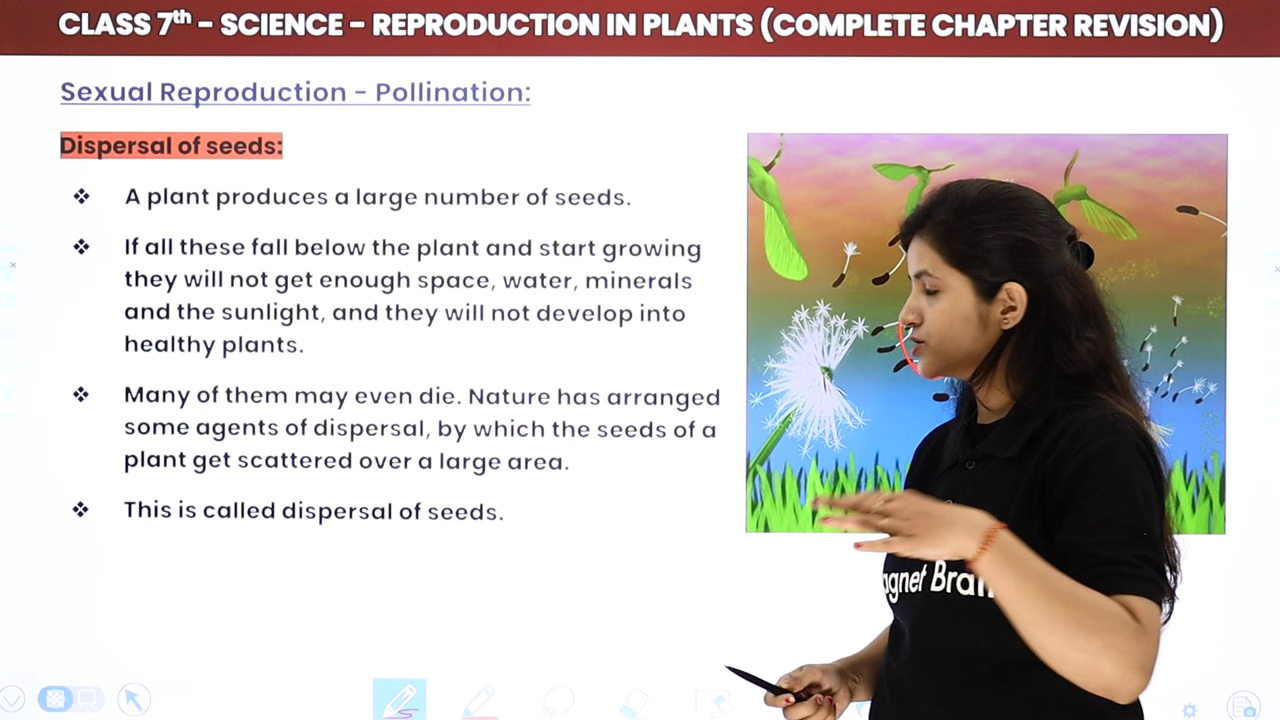 CLASS 7th – SCIENCE – REPRODUCTION IN PLANTS (COMPLETE CHAPTER REVISION)
Sexual Reproduction – Pollination:
Dispersal of seeds:
❖ A plant produces a large number of seeds.
❖ If all these fall below the plant and start growing
they will not get enough space, water, minerals
and the sunlight, and they will not develop into
healthy plants.
❖ Many of them may even die. Nature has arranged
some agents of dispersal, by which the seeds of a
plant get scattered over a large area.
❖ This is called dispersal of seeds.